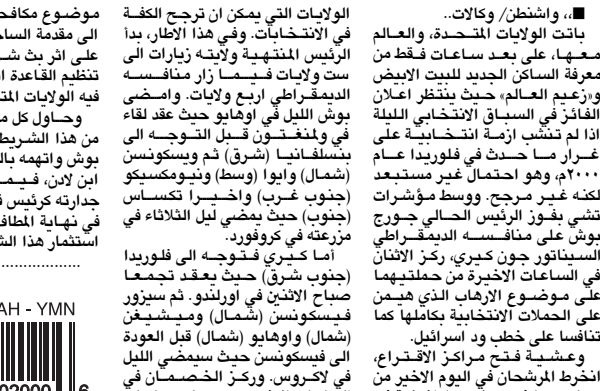 ■،، واشنطن/ وكالات..
باتت الولايات المتحدة، والعالم
معها، على بعد ساعات فقط من
معرفة الساكن الجديد للبيت الابيض
و«زعيم العالم» حيث ينتظر اعلان
الفائز في السباق الانتخابي الليلة
اذا لم تنشب ازمة انتخابية على
غرار ما حدث في فلوريدا عام
٢٠٠٠م، وهو احتمال غير مستبعد
لكنه غير مرجح. ووسط مؤشرات
تشي بفوز الرئيس الحالي جورج
بوش على منافسه الديمقراطي
السيناتور جون كيري، ركز الاثنان
في الساعات الاخيرة من حملتيهما
على موضوع الارهاب الذي هيمن
على الحملات الانتخابية بكاملها كما
تنافسا على خطب ود اسرائيل.
وعشية فتح مراكز الاقتراع،
انخرط المرشحان في اليوم الاخير من
الولايات التي يمكن ان ترجح الكفة
في الانتخابات. وفي هذا الاطار، بدأ
الرئيس المنتهية ولايته زيارات الى
ست ولايات فيما زار منافسه
الديمقراطي اربع ولايات. وامضى
بوش الليل في اوهايو حيث عقد لقاء
في ولمنغتون قبل التوجه الى
بنسلفانيا (شرق) ثم ويسكونسن
(شمال) وايوا (وسط) ونيومكسيكو
(جنوب غرب) واخيرا تكساس
(جنوب) حيث يمضي ليل الثلاثاء في
مزرعته في كروفورد.
أما كيري فتوجه الى فلوريدا
(جنوب شرق) حيث يعقد تجمعا
صباح الاثنين في اورلندو. ثم سيزور
فيسكونسن (شمال) وميشيغن
(شمال) واوهايو (شمال) قبل العودة
الى فيسكونسن حيث سيمضي الليل
في لاكروس. وركز الخصمان في
موضوع مكافح
الى مقدمة الساح
على اثر بث شـ
تنظيم القاعدة ا
فيه الولايات المت
وحاول كل م
من هذا الشريط
بوش واتهمه بال
ابن لادن، فيمـ
جدارته كرئيس ق
في نهاية المطاف
استثمار هذا الش
AH - YMN